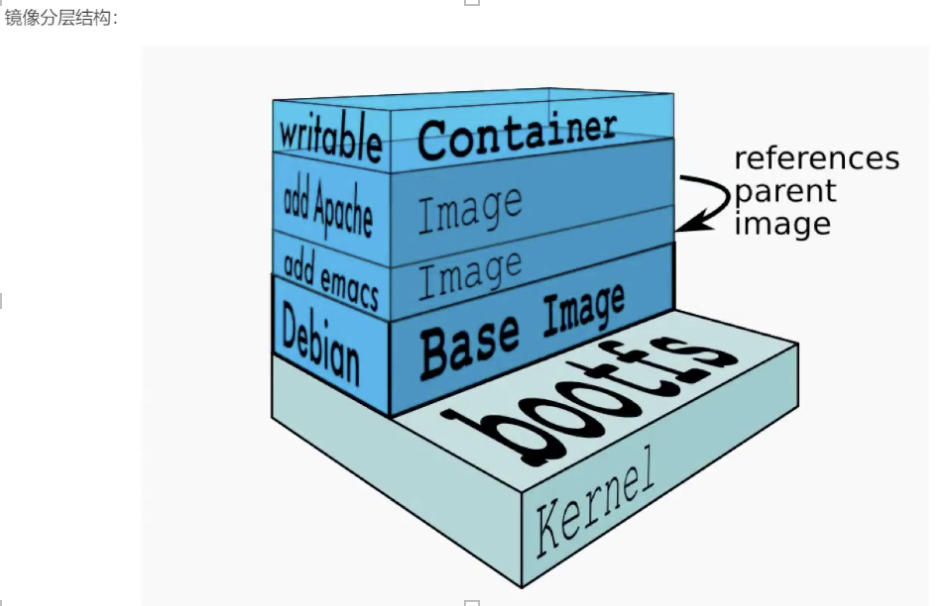 镜像分层结构：
writable Container
add Apache Image
add emacs Image
Debian Base Image
references
parent
image
bootfs
Kernel